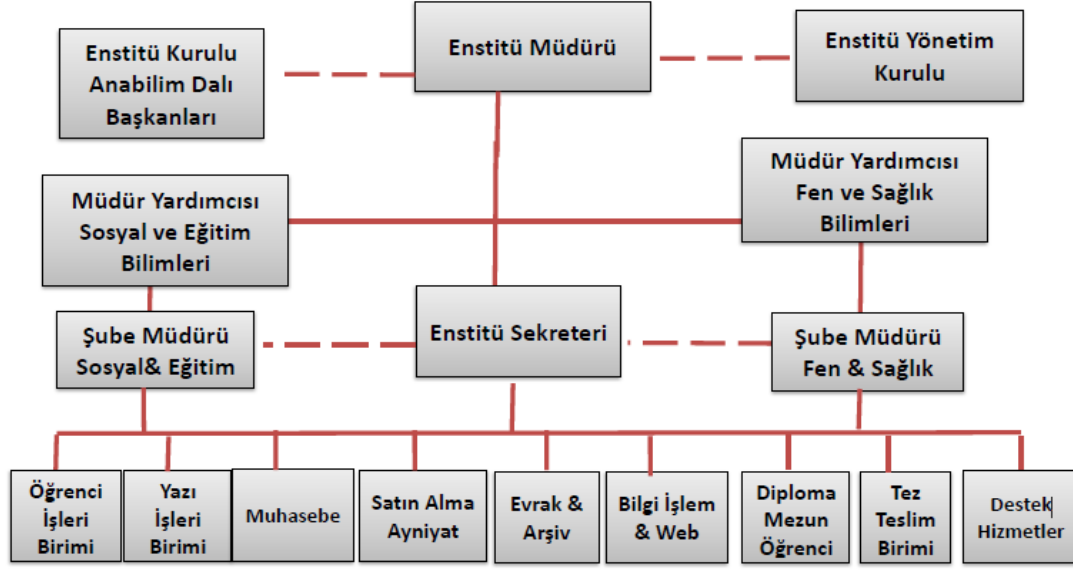 Enstitü Kurulu
Anabilim Dalı
Başkanları
Enstitü Müdürü
Enstitü Yönetim
Kurulu
Müdür Yardımcısı
Sosyal ve Eğitim
Bilimleri
Müdür Yardımcısı
Fen ve Sağlık
Bilimleri
Şube Müdürü
Sosyal& Eğitim
Enstitü Sekreteri
Şube Müdürü
Fen & Sağlık
Öğrenci
İşleri
Birimi
Yazı
İşleri
Birimi
Muhasebe
Satın Alma
Ayniyat
Evrak &
Arşiv
Bilgi İşlem
& Web
Diploma
Mezun
Öğrenci
Tez
Teslim
Birimi
Destek
Hizmetler